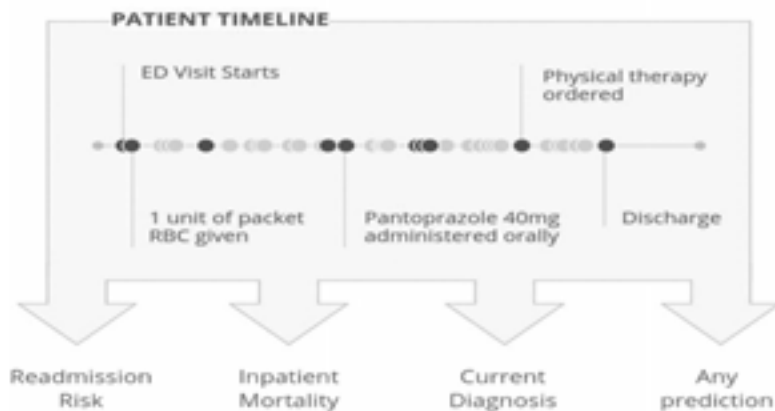 PATIENT TIMELINE
ED Visit Starts
Physical therapy
ordered
1 unit of packet
RBC given
Pantoprazole 40mg
administered orally
Discharge
Readmission
Risk
Inpatient
Mortality
Current
Diagnosis
Any
prediction